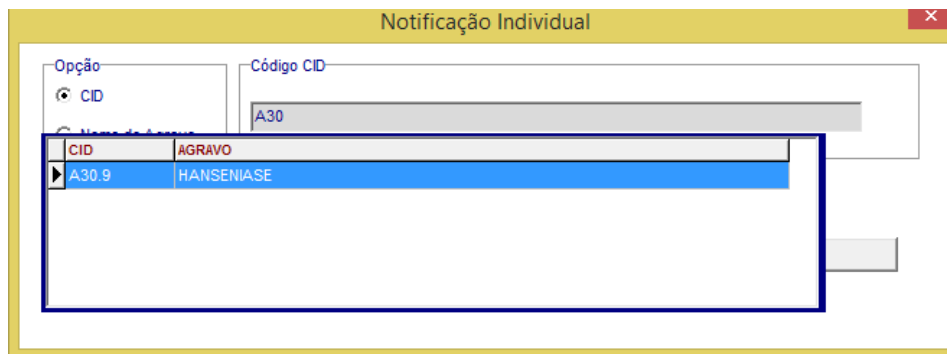 Notificação Individual
Opção
Código CID
CID
A30
CID AGRAVO
A30.9 HANSENIASE